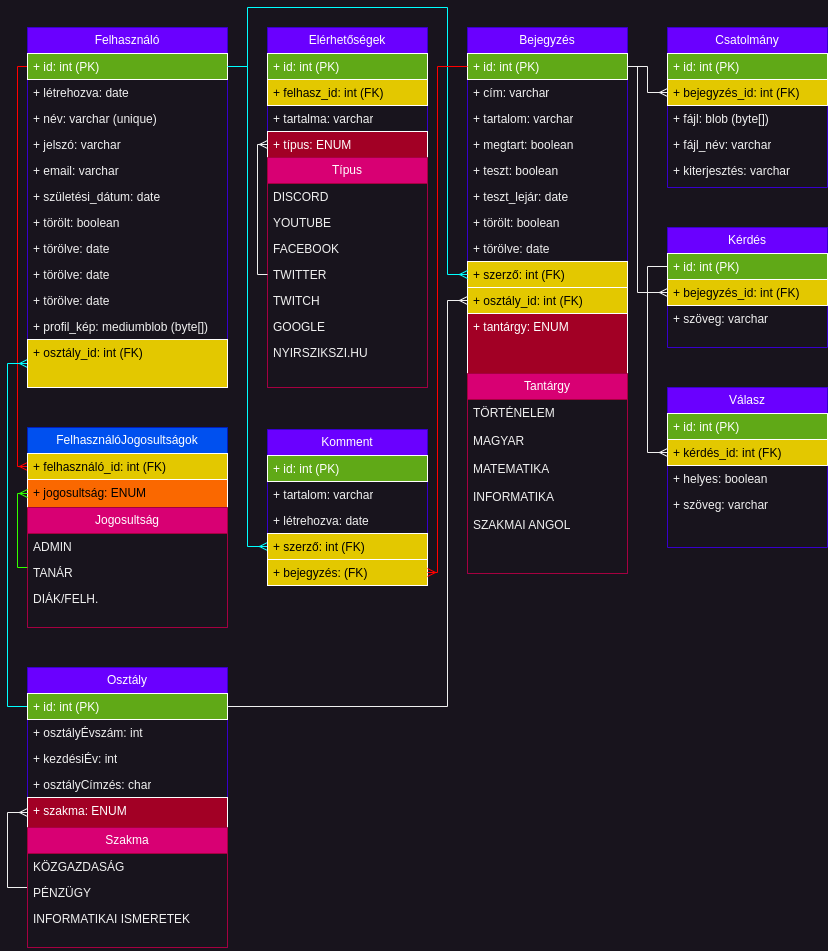 Felhasználó
+ id: int (PK)
+ létrehozva: date
+ név: varchar (unique)
+ jelszó: varchar
+ email: varchar
+ születési_dátum: date
+ törölt: boolean
+ törölve: date
+ törölve: date
+ törölve: date
+ profil_kép: mediumblob (byte[])
+ osztály_id: int (FK)
FelhasználóJogosultságok
+ felhasználó_id: int (FK)
+ jogosultság: ENUM
Jogosultság
ADMIN
TANÁR
DIÁK/FELH.
Osztály
+ id: int (PK)
+ osztályÉvszám: int
+ kezdésiÉv: int
+ osztályCímzés: char
+ szakma: ENUM
Szakma
KÖZGAZDASÁG
PÉNZÜGY
INFORMATIKAI ISMERETEK
Elérhetőségek
+ id: int (PK)
+ felhasz_id: int (FK)
+ tartalma: varchar
+ típus: ENUM
Típus
DISCORD
YOUTUBE
FACEBOOK
TWITTER
TWITCH
GOOGLE
NYIRSZIKSZI.HU
Komment
+ id: int (PK)
+ tartalom: varchar
+ létrehozva: date
+ szerző: int (FK)
+ bejegyzés: (FK)
Bejegyzés
+ id: int (PK)
+ cím: varchar
+ tartalom: varchar
+ megtart: boolean
+ teszt: boolean
+ teszt_lejár: date
+ törölt: boolean
+ törölve: date
+ szerző: int (FK)
+ osztály_id: int (FK)
+ tantárgy: ENUM
Tantárgy
TÖRTÉNELEM
MAGYAR
MATEMATIKA
INFORMATIKA
SZAKMAI ANGOL
Csatolmány
+ id: int (PK)
+ bejegyzés_id: int (FK)
+ fájl: blob (byte[])
+ fájl_név: varchar
+ kiterjesztés: varchar
Kérdés
+ id: int (PK)
+ bejegyzés_id: int (FK)
+ szöveg: varchar
Válasz
+ id: int (PK)
+ kérdés_id: int (FK)
+ helyes: boolean
+ szöveg: varchar